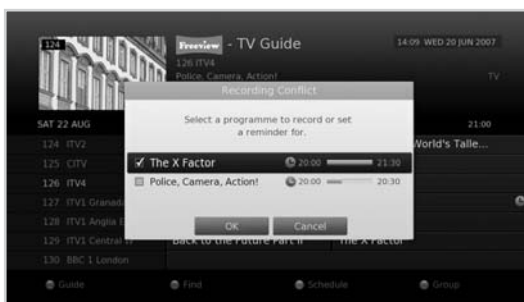 124
Freeview - TV Guide
14:09 WED 20 JUN 2007
126 ITV4
Police, Camera, Action!
TV
Recording Conflict
SAT 22 AUG
21:00
Select a programme to record or set
a reminder for.
124 ITV2
World's Talle...
125 CITV
The X Factor 20:00 21:30
126 ITV4
Police, Camera, Action! 20:00 20:30
127 ITV1 Granada
128 ITV1 Anglia E
OK Cancel
129 ITV1 Central
Back to the Future Part II
The X Factor
130 BBC 1 London
Guide Find Schedule Group